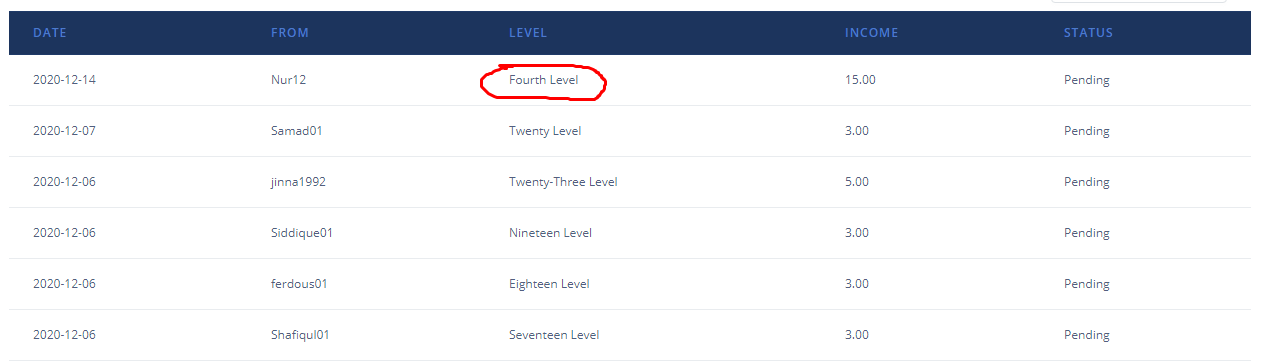 DATE FROM LEVEL INCOME STATUS
2020-12-14 Nur12 Fourth Level 15.00 Pending
2020-12-07 Samad01 Twenty Level 3.00 Pending
2020-12-06 jinna1992 Twenty-Three Level 5.00 Pending
2020-12-06 Siddique01 Nineteen Level 3.00 Pending
2020-12-06 ferdous01 Eighteen Level 3.00 Pending
2020-12-06 Shafiqul01 Seventeen Level 3.00 Pending